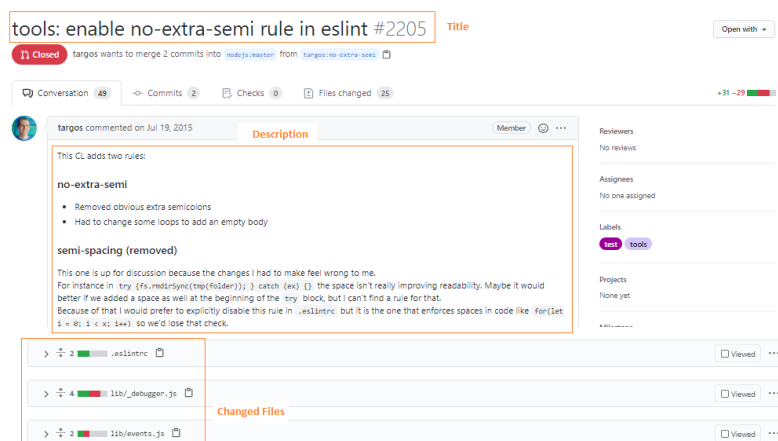 tools: enable no-extra-semi rule in eslint #2205
Title
Open with
Closed targos wants to merge 2 commits into nodejs:master from targos:no-extra-semi
Conversation 49 Commits 2 Checks 0 Files changed 25
+31 −29
targos commented on Jul 19, 2015
Member
Description
This CL adds two rules:
no-extra-semi
• Removed obvious extra semicolons
• Had to change some loops to add an empty body
semi-spacing (removed)
This one is up for discussion because the changes I had to make feel wrong to me.
For instance in try {fs.rmdirSync(tmp(folder)); } catch (ex) {} the space isn't really improving readability. Maybe it would
better if we added a space as well at the beginning of the try block, but I can't find a rule for that.
Because of that I would prefer to explicitly disable this rule in .eslintrc but it is the one that enforces spaces in code like for(let
i = 0; i < x; i++) so we'd lose that check.
Reviewers
No reviews
Assignees
No one assigned
Labels
test tools
Projects
None yet
Milestone
2 .eslintrc Viewed
4 lib/_debugger.js Viewed
Changed Files
2 lib/events.js Viewed